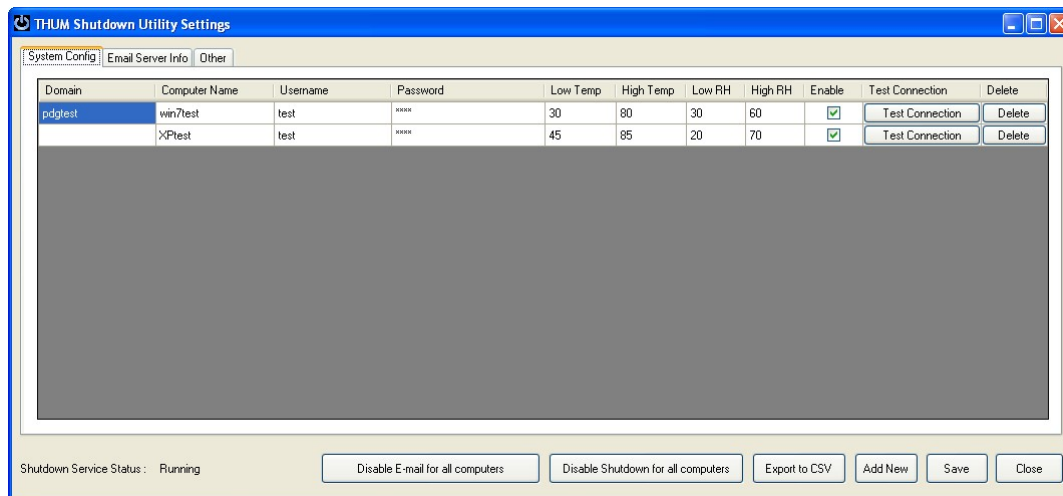 THUM Shutdown Utility Settings
System Config Email Server Info Other
Domain Computer Name Username Password Low Temp High Temp Low RH High RH Enable Test Connection Delete
pdgtest win7test test **** 30 80 30 60 Test Connection Delete
XPtest test **** 45 85 20 70 Test Connection Delete
Shutdown Service Status : Running Disable E-mail for all computers Disable Shutdown for all computers Export to CSV Add New Save Close